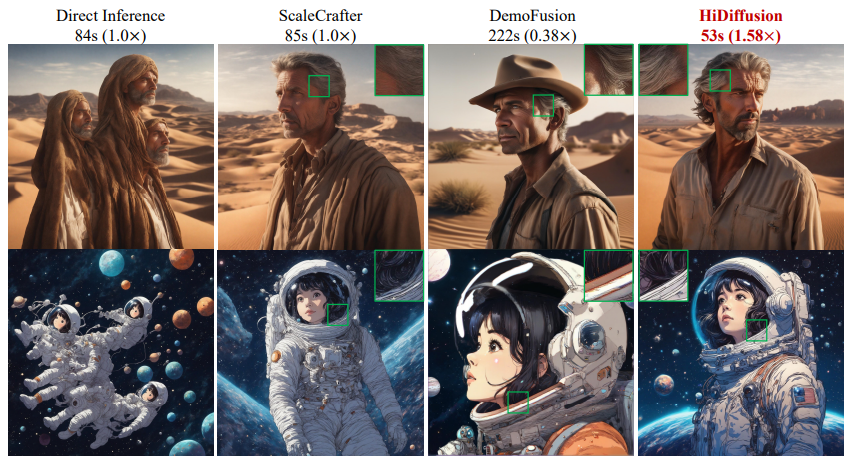 Direct Inference
84s (1.0×)
ScaleCrafter
85s (1.0×)
DemoFusion
222s (0.38×)
HiDiffusion
53s (1.58×)